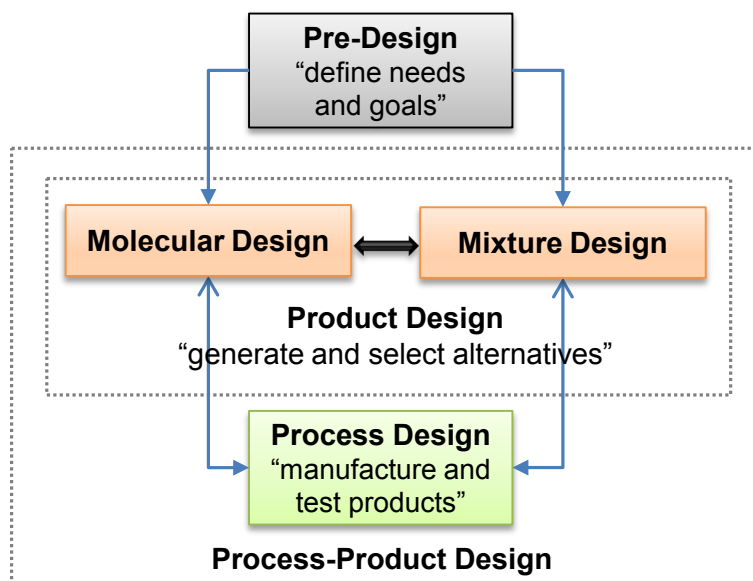 Pre-Design
“define needs
and goals”
Molecular Design
Mixture Design
Product Design
“generate and select alternatives”
Process Design
“manufacture and
test products”
Process-Product Design